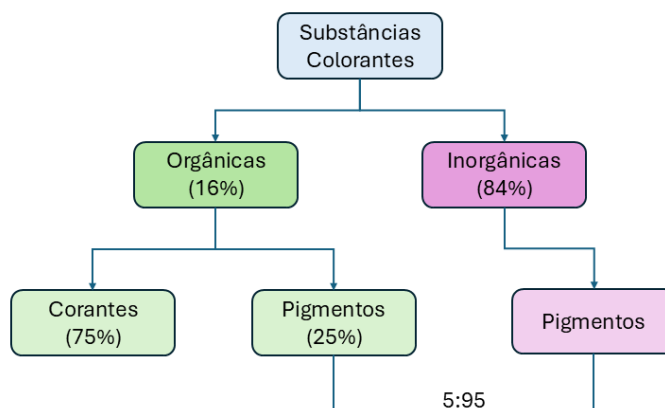 Substâncias
Colorantes
Orgânicas
(16%)
Inorgânicas
(84%)
Corantes
(75%)
Pigmentos
(25%)
Pigmentos
5:95